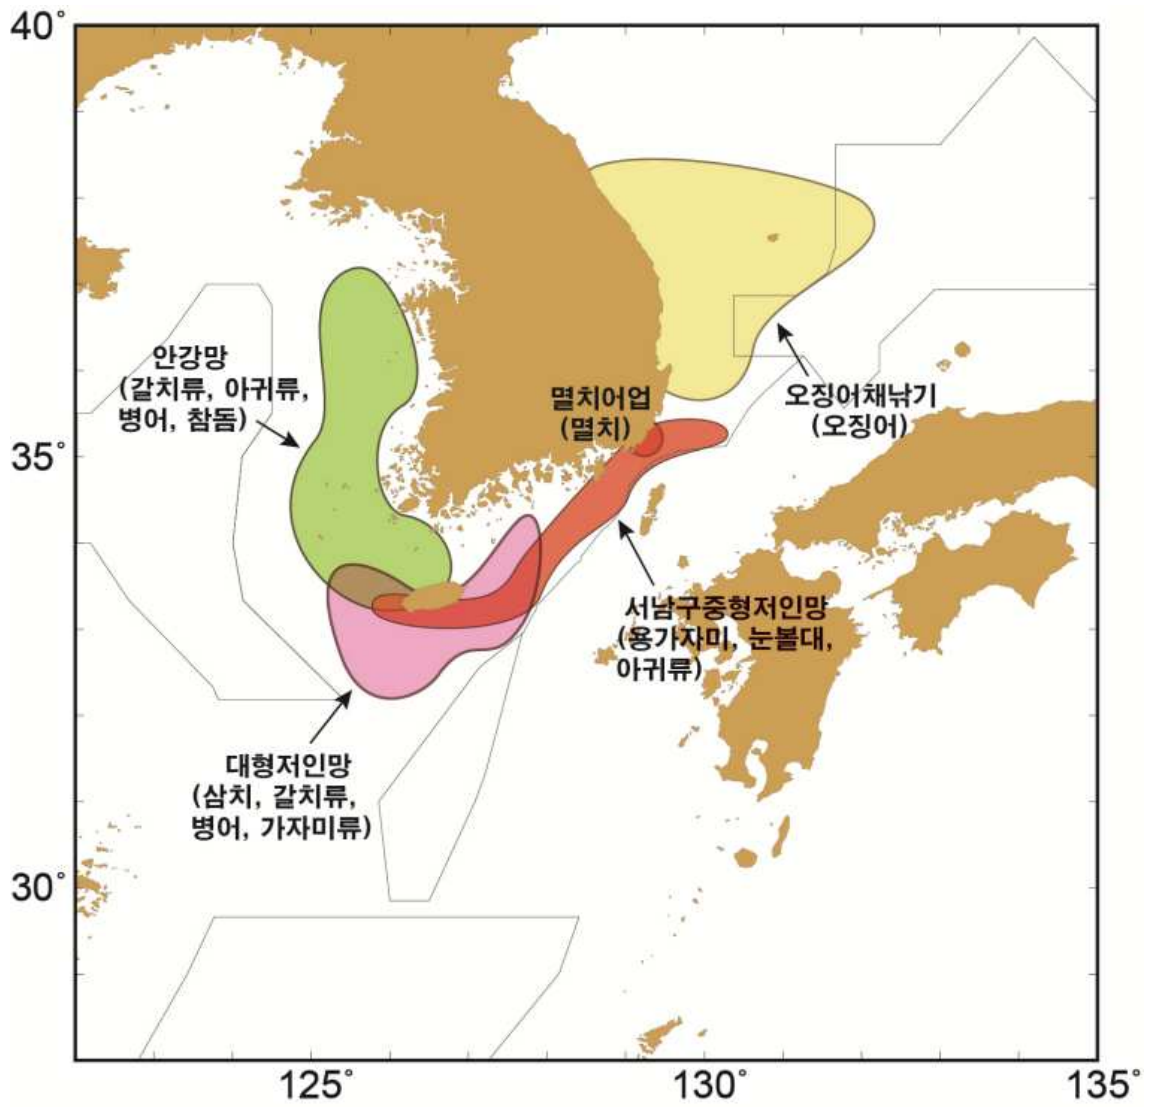 40°
안강망
(갈치류, 아귀류,
병어, 참돔)
멸치어업
(멸치)
오징어채낚기
(오징어)
35°
서남구중형저인망
(용가자미, 눈볼대,
아귀류)
대형저인망
(삼치, 갈치류,
병어, 가자미류)
30°
125°
130°
135°